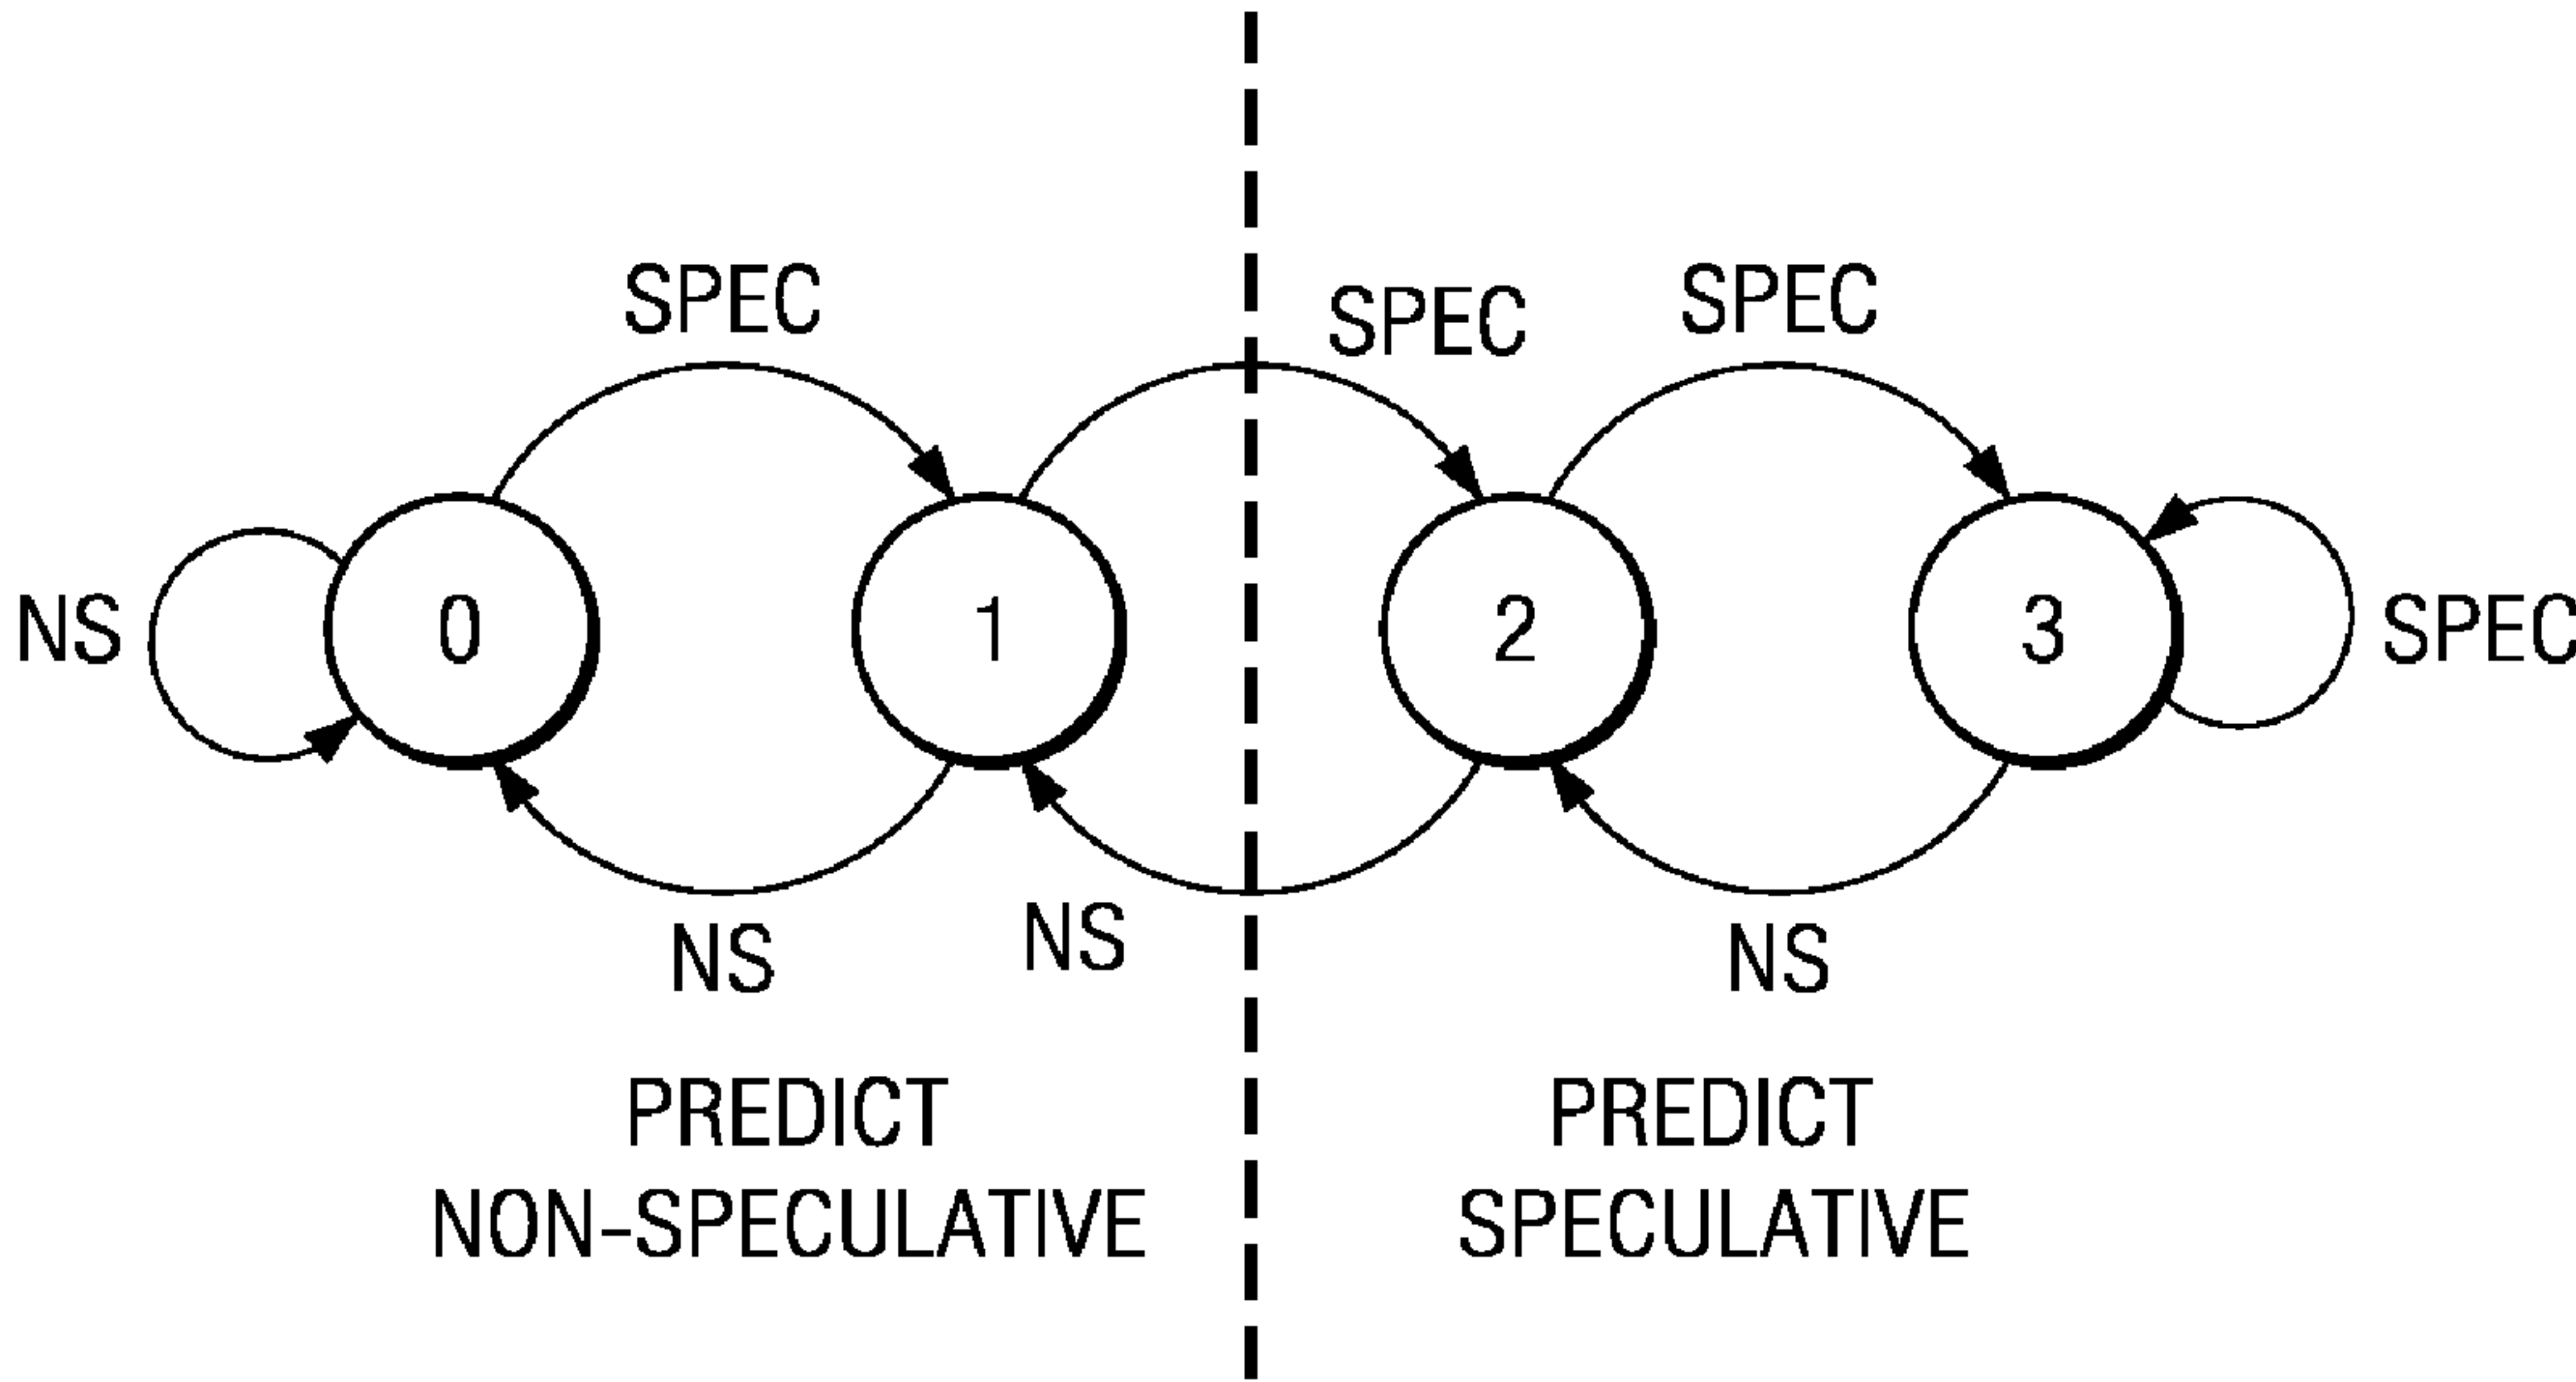 SPEC
SPEC
SPEC
NS
0
1
2
3
SPEC
NS
NS
NS
PREDICT
NON-SPECULATIVE
PREDICT
SPECULATIVE